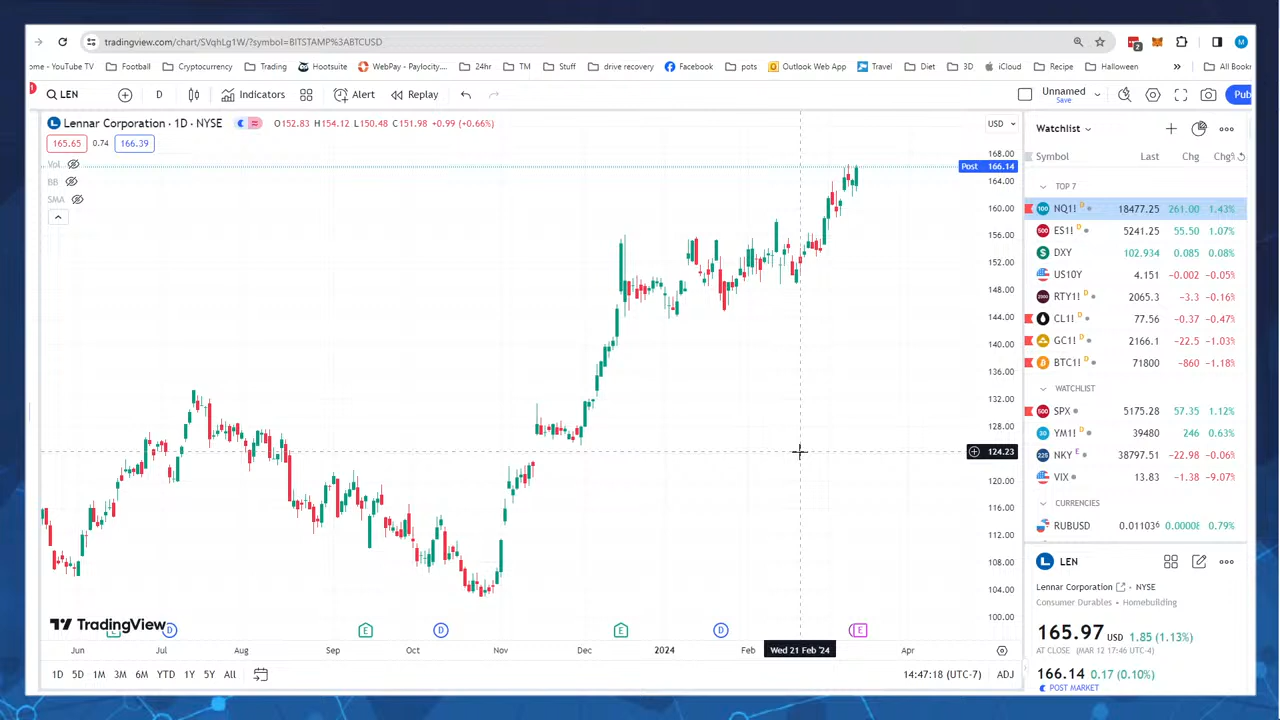 tradingview.com/chart/SVqhLg1W/?symbol=BITSTAMP%3ABTCUSD
ome - YouTube TV Football Cryptocurrency Trading Hootsuite WebPay - Paylocity... 24hr TM Stuff drive recovery Facebook pots Outlook Web App Travel Diet 3D iCloud Recipe Halloween » All Book
LEN D Indicators Alert Replay Unnamed Save Pub
Lennar Corporation · 1D · NYSE O152.83 H154.12 L150.48 C151.98 +0.99 (+0.66%) USD
165.65 0.74 166.39
Vol
BB
SMA
168.00
Post 166.14
164.00
160.00
156.00
152.00
148.00
144.00
140.00
136.00
132.00
128.00
124.23
120.00
116.00
112.00
108.00
104.00
100.00
TradingView
E D E D E D E
Jun Jul Aug Sep Oct Nov Dec 2024 Feb Wed 21 Feb '24 Apr
1D 5D 1M 3M 6M YTD 1Y 5Y All 14:47:18 (UTC-7) ADJ
Watchlist
Symbol Last Chg Chg%
TOP 7
NQ1! D 18477.25 261.00 1.43%
ES1! D 5241.25 55.50 1.07%
DXY 102.934 0.085 0.08%
US10Y 4.151 -0.002 -0.05%
RTY1! D 2065.3 -3.3 -0.16%
CL1! D 77.56 -0.37 -0.47%
GC1! D 2166.1 -22.5 -1.03%
BTC1! D 71800 -860 -1.18%
WATCHLIST
SPX 5175.28 57.35 1.12%
YM1! D 39480 246 0.63%
NKY E 38797.51 -22.98 -0.06%
VIX 13.83 -1.38 -9.07%
CURRENCIES
RUBUSD 0.01103⁶ 0.00008 0.79%
LEN
Lennar Corporation · NYSE
Consumer Durables • Homebuilding
165.97 USD 1.85 (1.13%)
AT CLOSE (MAR 12 17:46 UTC-4)
166.14 0.17 (0.10%)
POST MARKET